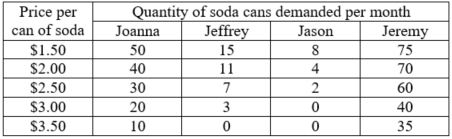 Price per can of soda Quantity of soda cans demanded per month
Joanna Jeffrey Jason Jeremy
$1.50 50 15 8 75
$2.00 40 11 4 70
$2.50 30 7 2 60
$3.00 20 3 0 40
$3.50 10 0 0 35